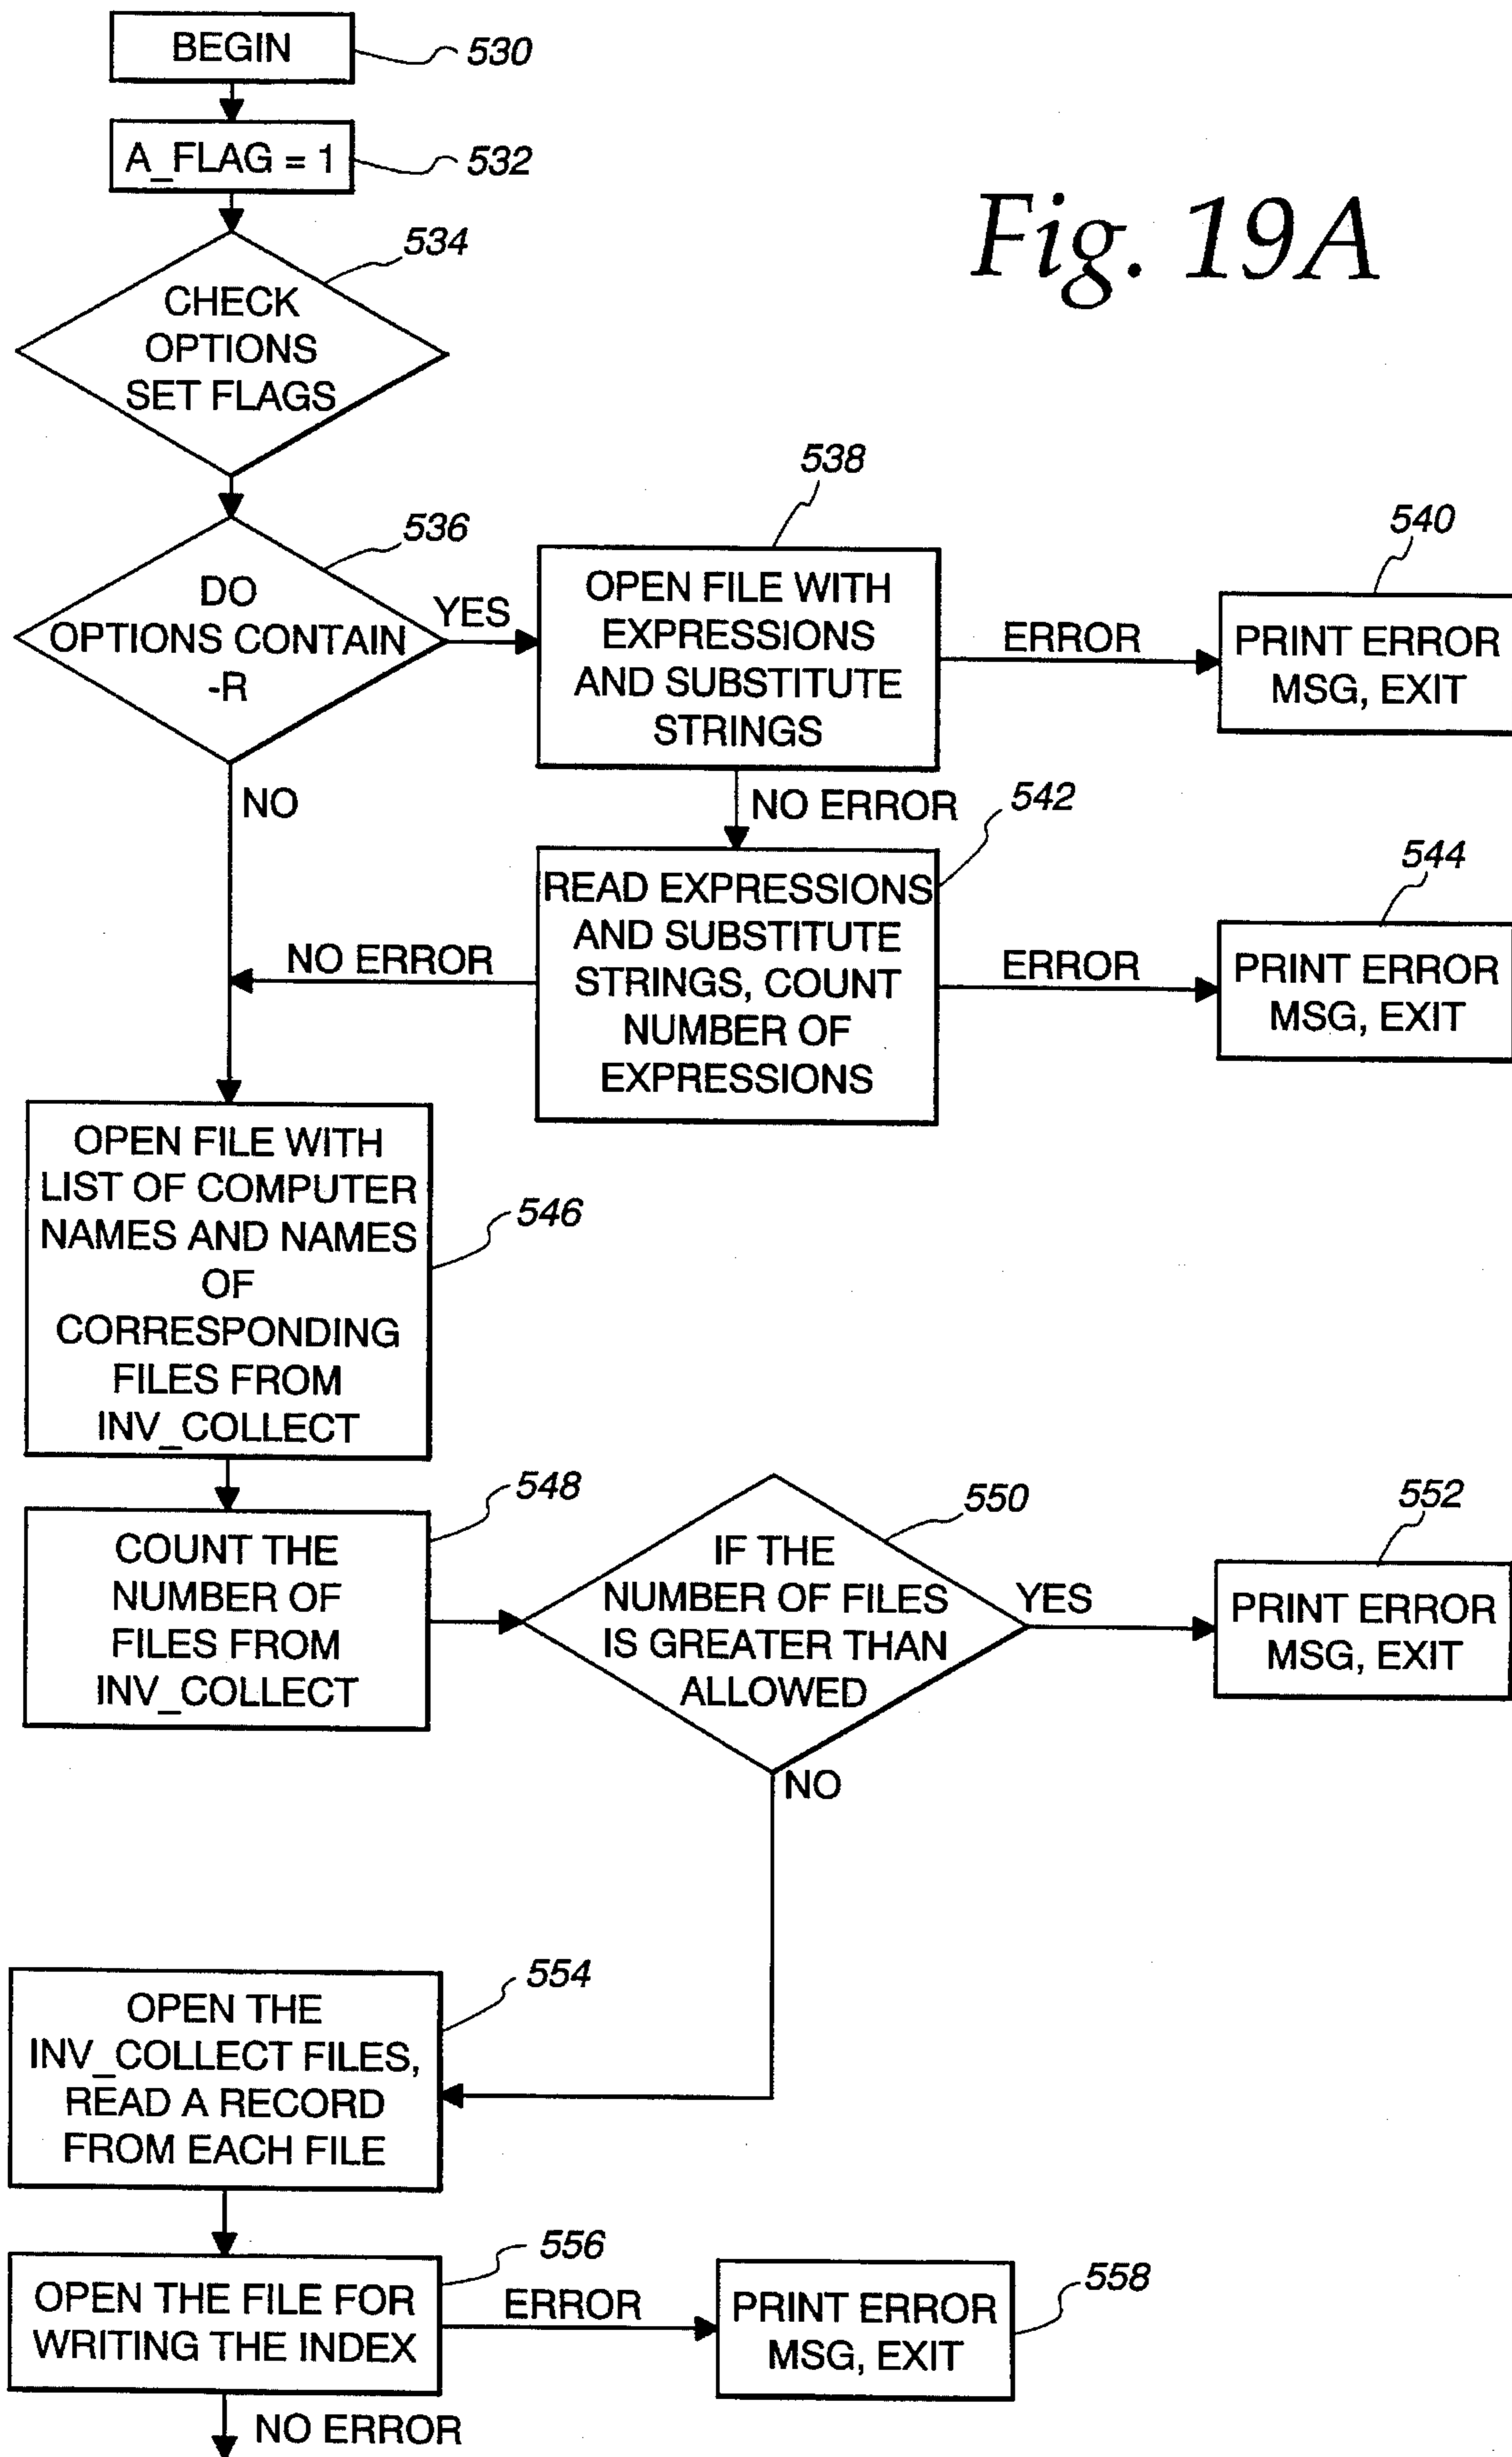 BEGIN
530
A_FLAG = 1
532
Fig. 19A
534
CHECK
OPTIONS
SET FLAGS
536
DO
OPTIONS CONTAIN
-R
YES
NO
538
OPEN FILE WITH
EXPRESSIONS
AND SUBSTITUTE
STRINGS
ERROR
540
PRINT ERROR
MSG, EXIT
NO ERROR
542
READ EXPRESSIONS
AND SUBSTITUTE
STRINGS, COUNT
NUMBER OF
EXPRESSIONS
NO ERROR
ERROR
544
PRINT ERROR
MSG, EXIT
OPEN FILE WITH
LIST OF COMPUTER
NAMES AND NAMES
OF
CORRESPONDING
FILES FROM
INV_COLLECT
546
548
COUNT THE
NUMBER OF
FILES FROM
INV_COLLECT
550
IF THE
NUMBER OF FILES
IS GREATER THAN
ALLOWED
YES
552
PRINT ERROR
MSG, EXIT
NO
554
OPEN THE
INV_COLLECT FILES,
READ A RECORD
FROM EACH FILE
556
OPEN THE FILE FOR
WRITING THE INDEX
ERROR
PRINT ERROR
MSG, EXIT
558
NO ERROR